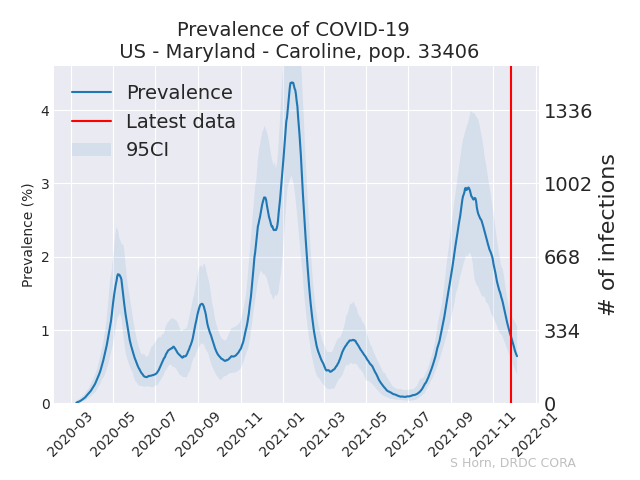 Prevalence of COVID-19
US - Maryland - Caroline, pop. 33406
Prevalence
Latest data
95CI
Prevalence (%)
4
3
2
1
0
1336
1002
668
334
0
# of infections
2020-03
2020-05
2020-07
2020-09
2020-11
2021-01
2021-03
2021-05
2021-07
2021-09
2021-11
2022-01
S Horn, DRDC CORA